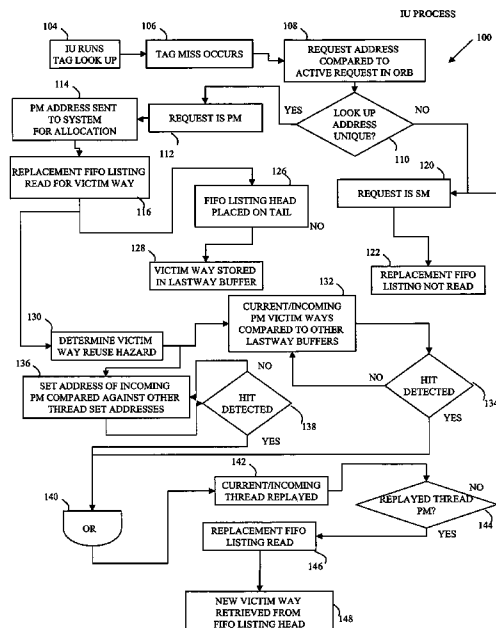 IU PROCESS
100
104
IU RUNS
TAG LOOK UP
106
TAG MISS OCCURS
108
REQUEST ADDRESS
COMPARED TO
ACTIVE REQUEST IN ORB
114
PM ADDRESS SENT
TO SYSTEM
FOR ALLOCATION
REQUEST IS PM
112
YES
LOOK UP
ADDRESS
UNIQUE?
110
NO
REPLACEMENT FIFO LISTING
READ FOR VICTIM WAY
116
126
FIFO LISTING HEAD
PLACED ON TAIL
NO
120
REQUEST IS SM
128
VICTIM WAY STORED
IN LASTWAY BUFFER
122
REPLACEMENT FIFO
LISTING NOT READ
130
DETERMINE VICTIM
WAY REUSE HAZARD
132
CURRENT/INCOMING
PM VICTIM WAYS
COMPARED TO OTHER
LASTWAY BUFFERS
136
SET ADDRESS OF INCOMING
PM COMPARED AGAINST OTHER
THREAD SET ADDRESSES
NO
HIT
DETECTED
138
YES
NO
HIT
DETECTED
134
YES
140
OR
142
CURRENT/INCOMING
THREAD REPLAYED
NO
REPLAYED THREAD
PM?
144
YES
REPLACEMENT FIFO
LISTING READ
146
NEW VICTIM WAY
RETRIEVED FROM
FIFO LISTING HEAD
148